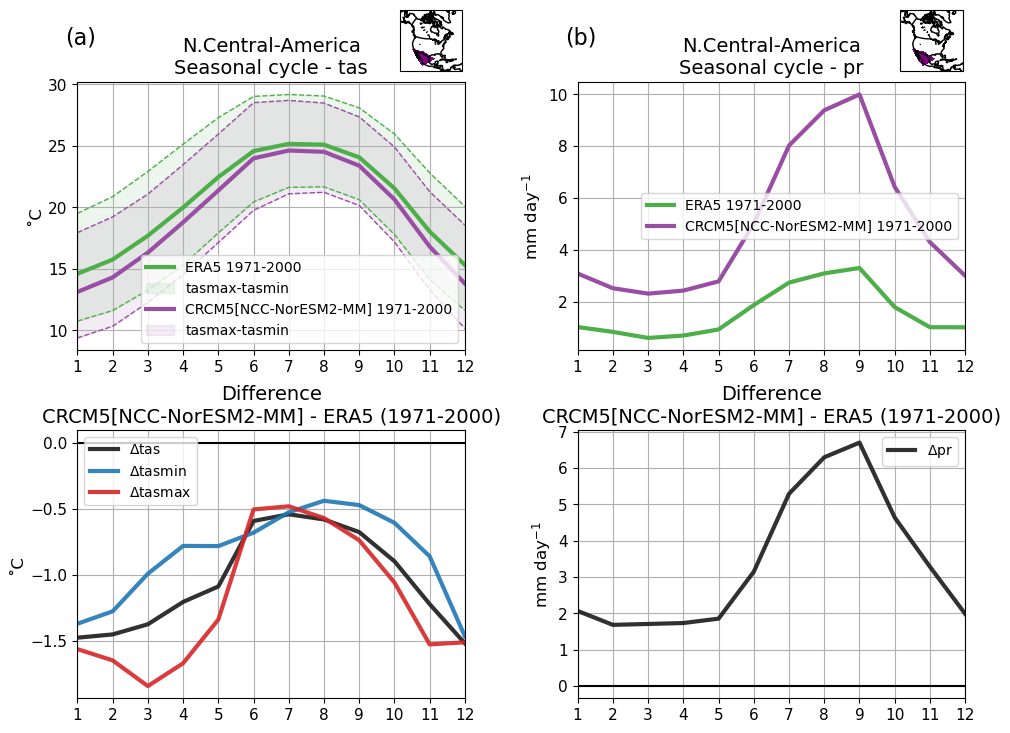 (a)
N.Central-America
Seasonal cycle - tas
30
25
20
15
10
˚C
ERA5 1971-2000
tasmax-tasmin
CRCM5[NCC-NorESM2-MM] 1971-2000
tasmax-tasmin
1 2 3 4 5 6 7 8 9 10 11 12
(b)
N.Central-America
Seasonal cycle - pr
10
8
6
4
2
mm day⁻¹
ERA5 1971-2000
CRCM5[NCC-NorESM2-MM] 1971-2000
1 2 3 4 5 6 7 8 9 10 11 12
Difference
CRCM5[NCC-NorESM2-MM] - ERA5 (1971-2000)
0.0
−0.5
−1.0
−1.5
˚C
Δtas
Δtasmin
Δtasmax
1 2 3 4 5 6 7 8 9 10 11 12
Difference
CRCM5[NCC-NorESM2-MM] - ERA5 (1971-2000)
7
6
5
4
3
2
1
0
mm day⁻¹
Δpr
1 2 3 4 5 6 7 8 9 10 11 12